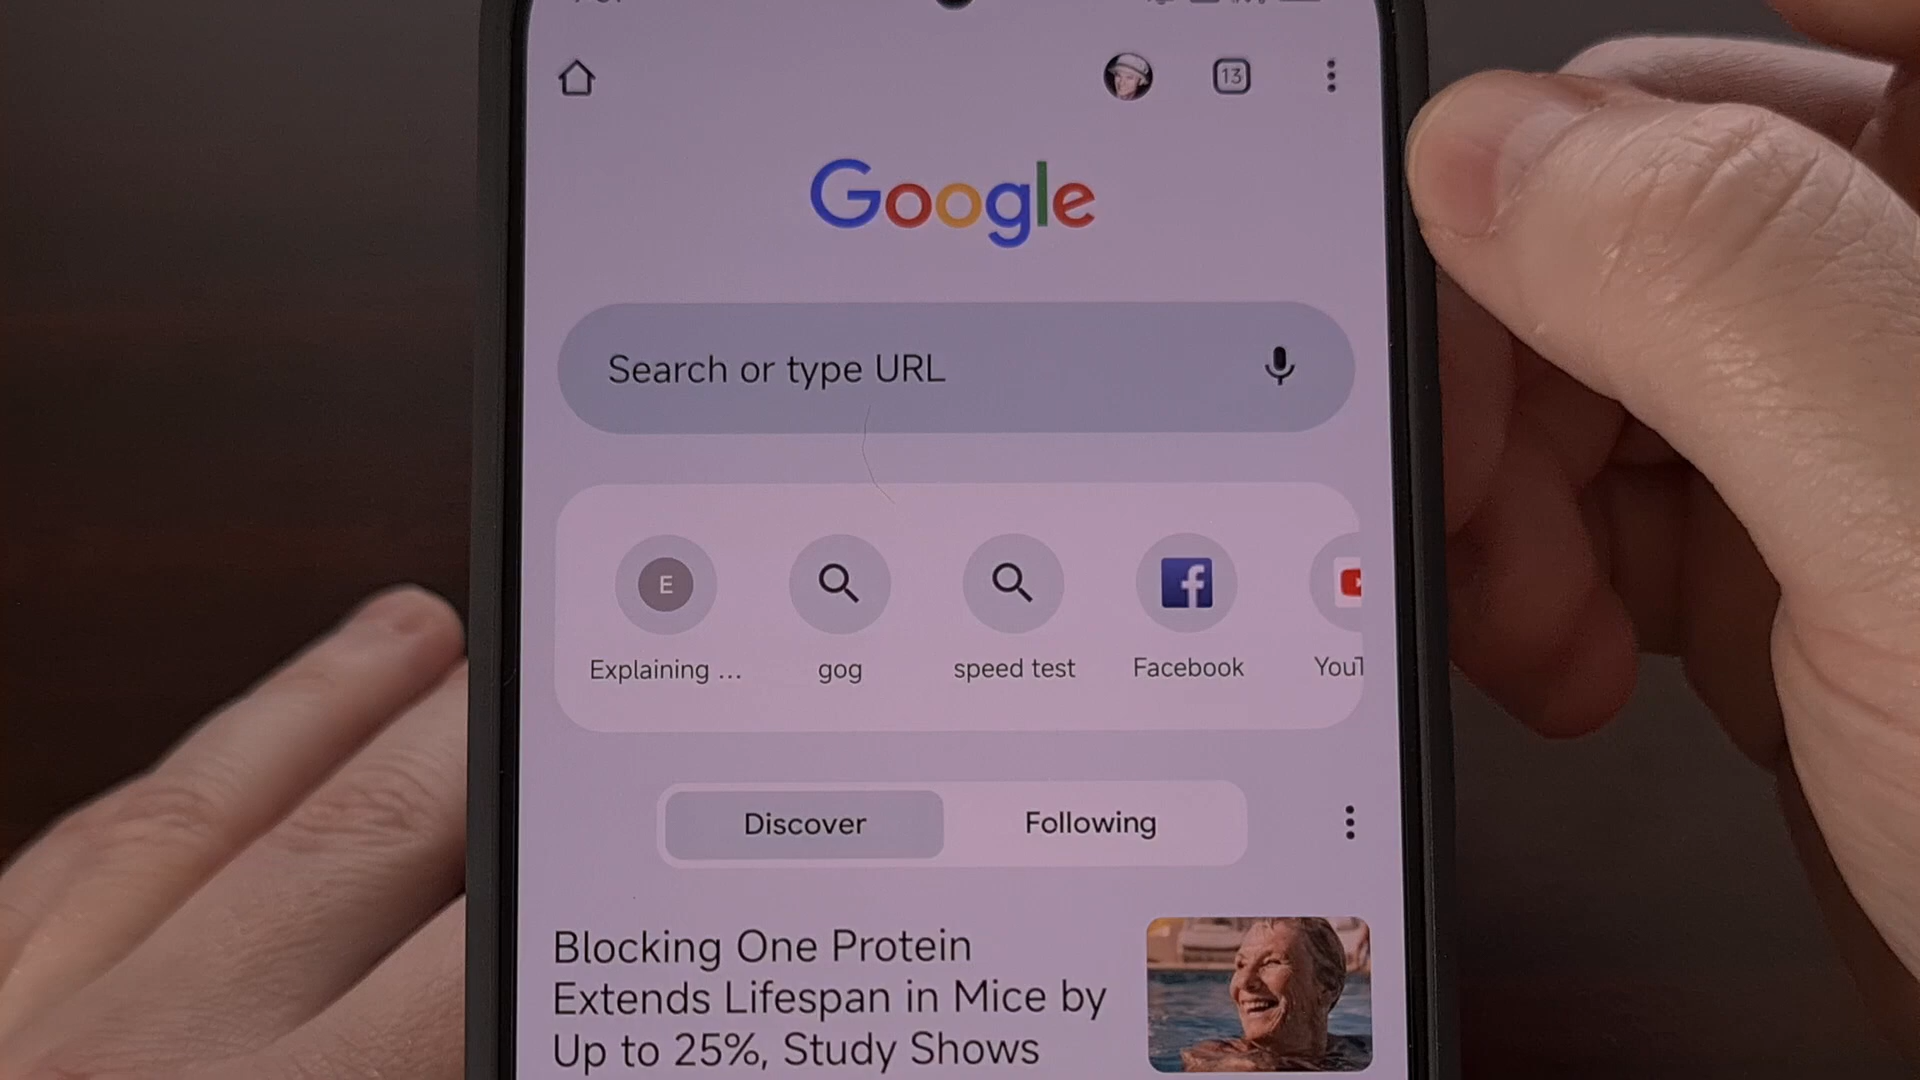 13
Google
Search or type URL
E
Explaining ...
gog
speed test
Facebook
YouT
Discover
Following
Blocking One Protein
Extends Lifespan in Mice by
Up to 25%, Study Shows